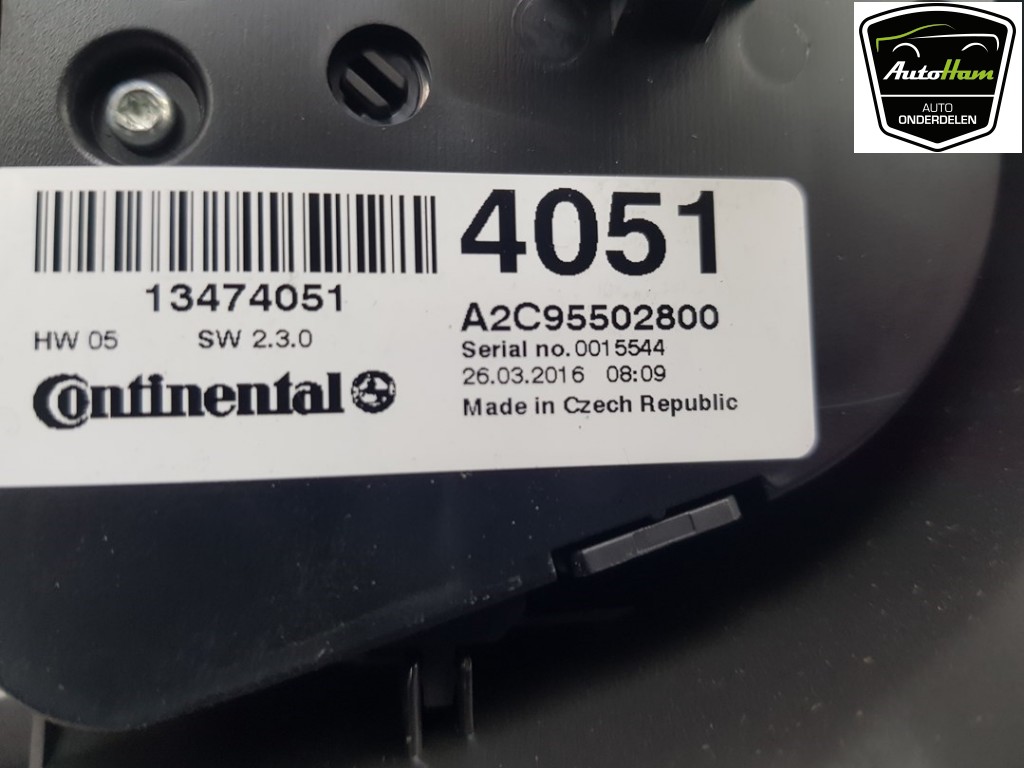 AutoHam
AUTO
ONDERDELEN
4051
13474051
A2C95502800
HW 05 SW 2.3.0
Serial no.0015544
26.03.2016 08:09
Continental
Made in Czech Republic